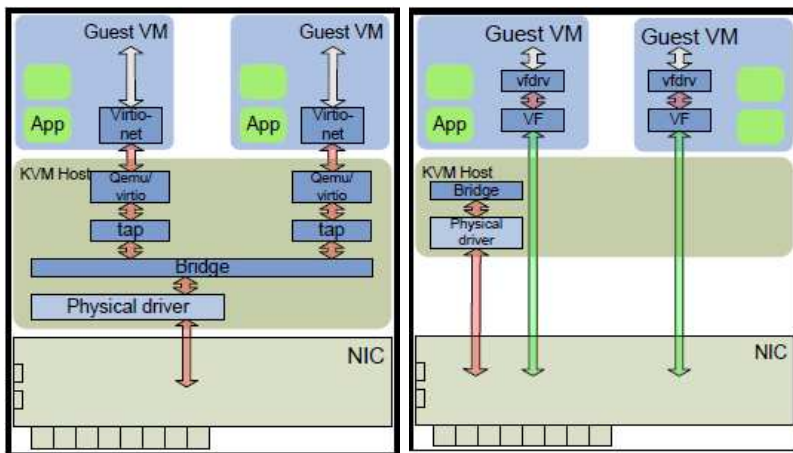 Guest VM
Guest VM
App
Virtio-
net
App
Virtio-
net
KVM Host
Qemu/
virtio
Qemu/
virtio
tap
tap
Bridge
Physical driver
NIC
Guest VM
Guest VM
vfdrv
vfdrv
App
VF
VF
KVM Host
Bridge
Physical
driver
NIC